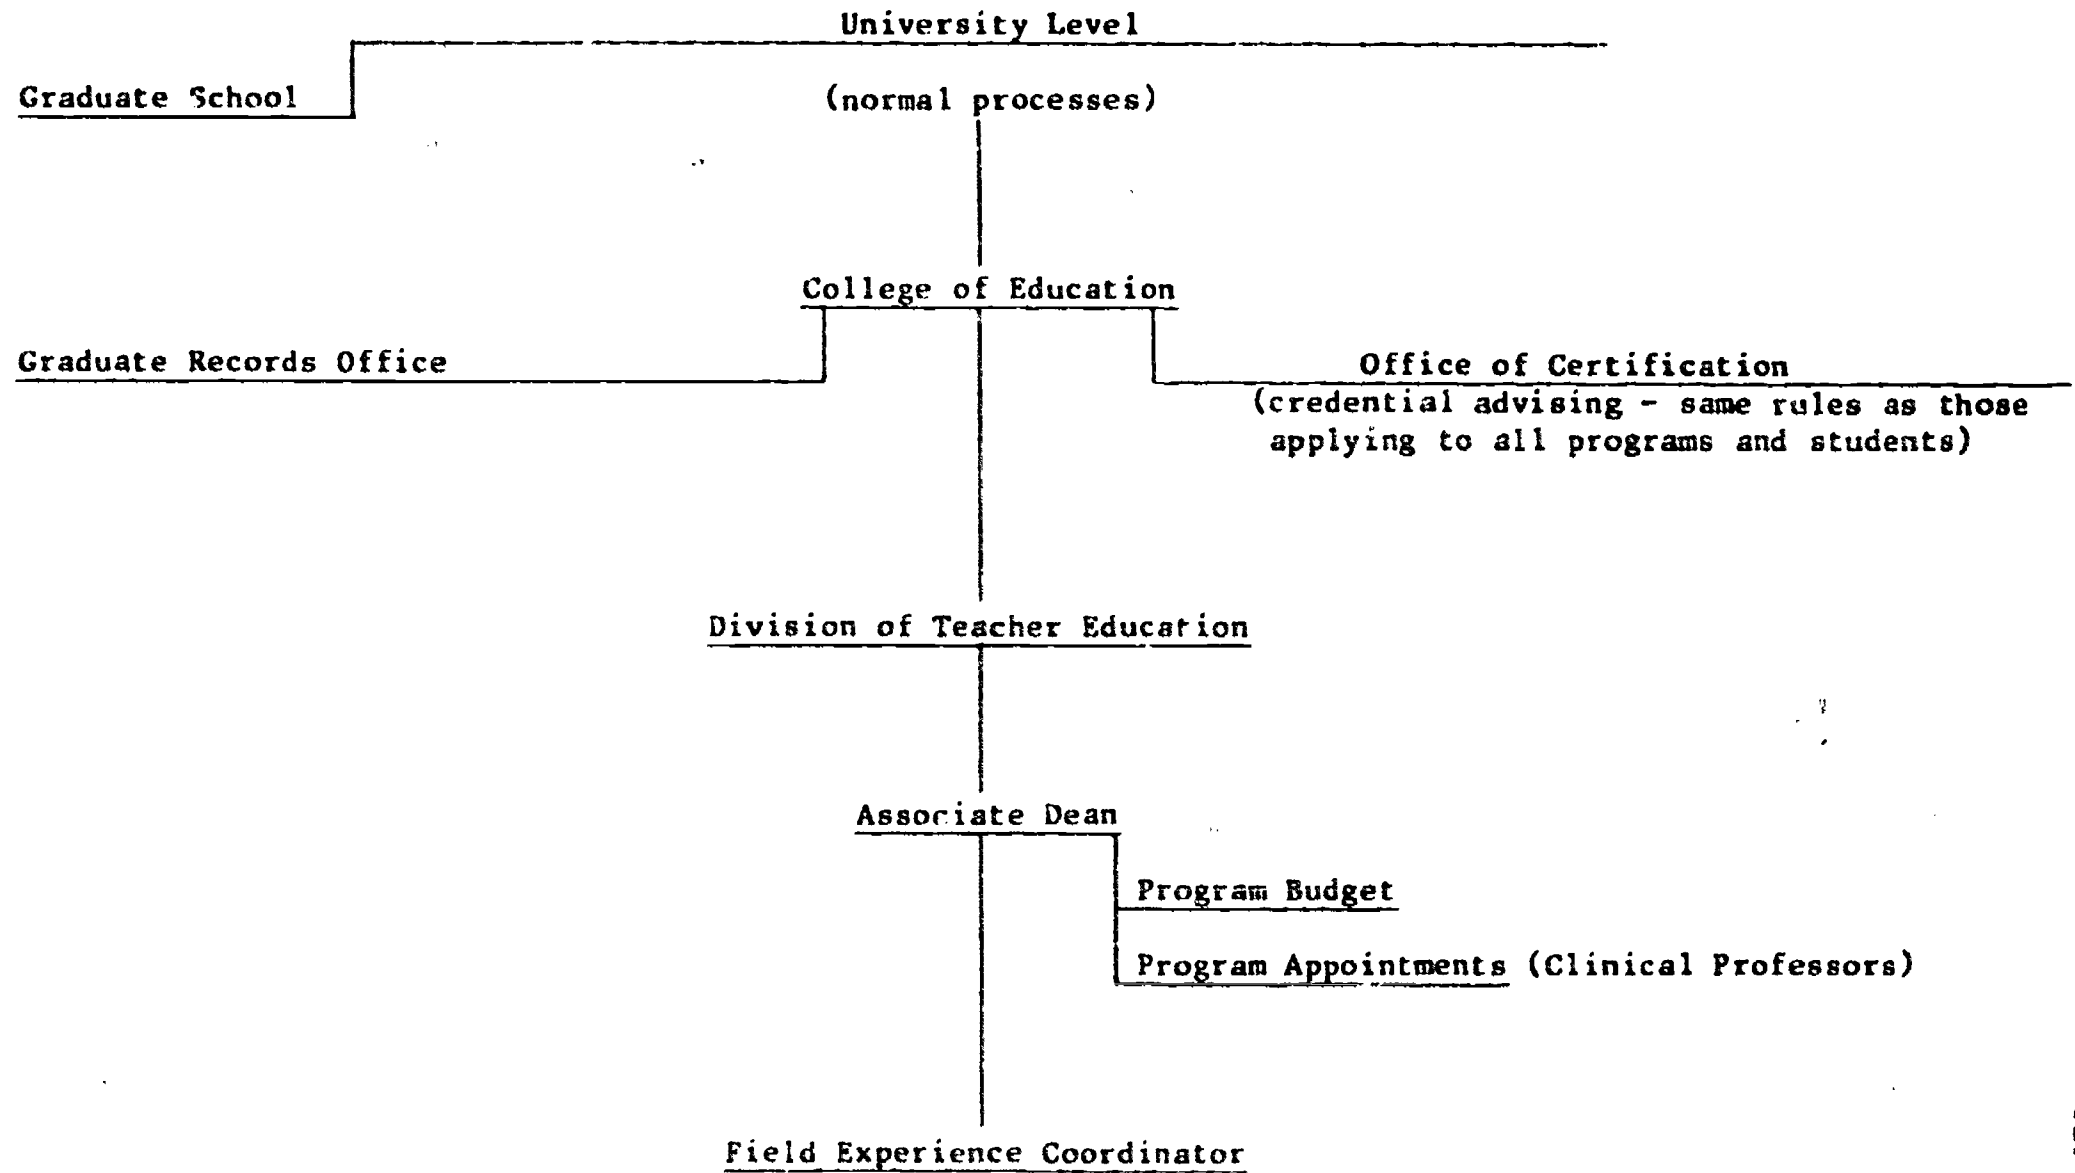 University Level
Graduate School
(normal processes)
College of Education
Graduate Records Office
Office of Certification
(credential advising - same rules as those
applying to all programs and students)
Division of Teacher Education
Associate Dean
Program Budget
Program Appointments (Clinical Professors)
Field Experience Coordinator